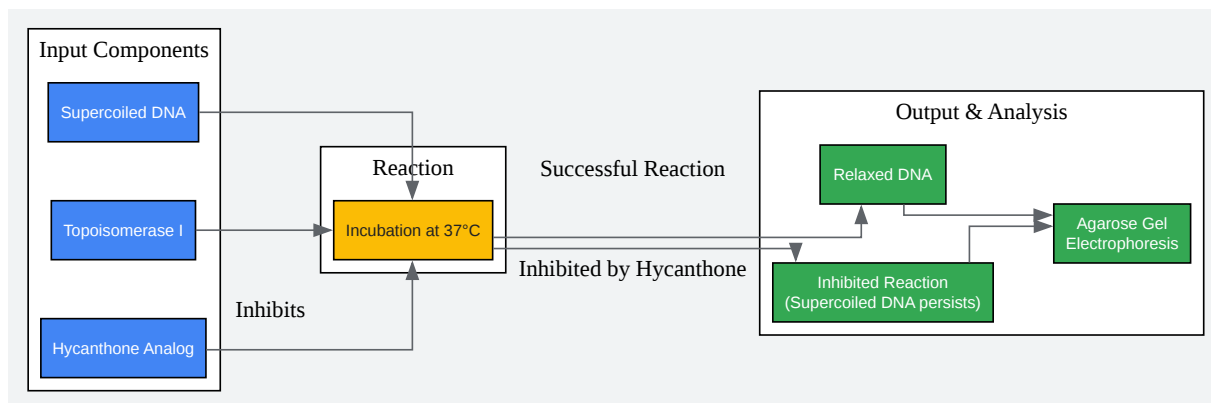 Input Components
Supercoiled DNA
Topoisomerase I
Hycanthone Analog
Inhibits
Reaction
Incubation at 37°C
Successful Reaction
Inhibited by Hycanthone
Output & Analysis
Relaxed DNA
Inhibited Reaction
(Supercoiled DNA persists)
Agarose Gel
Electrophoresis